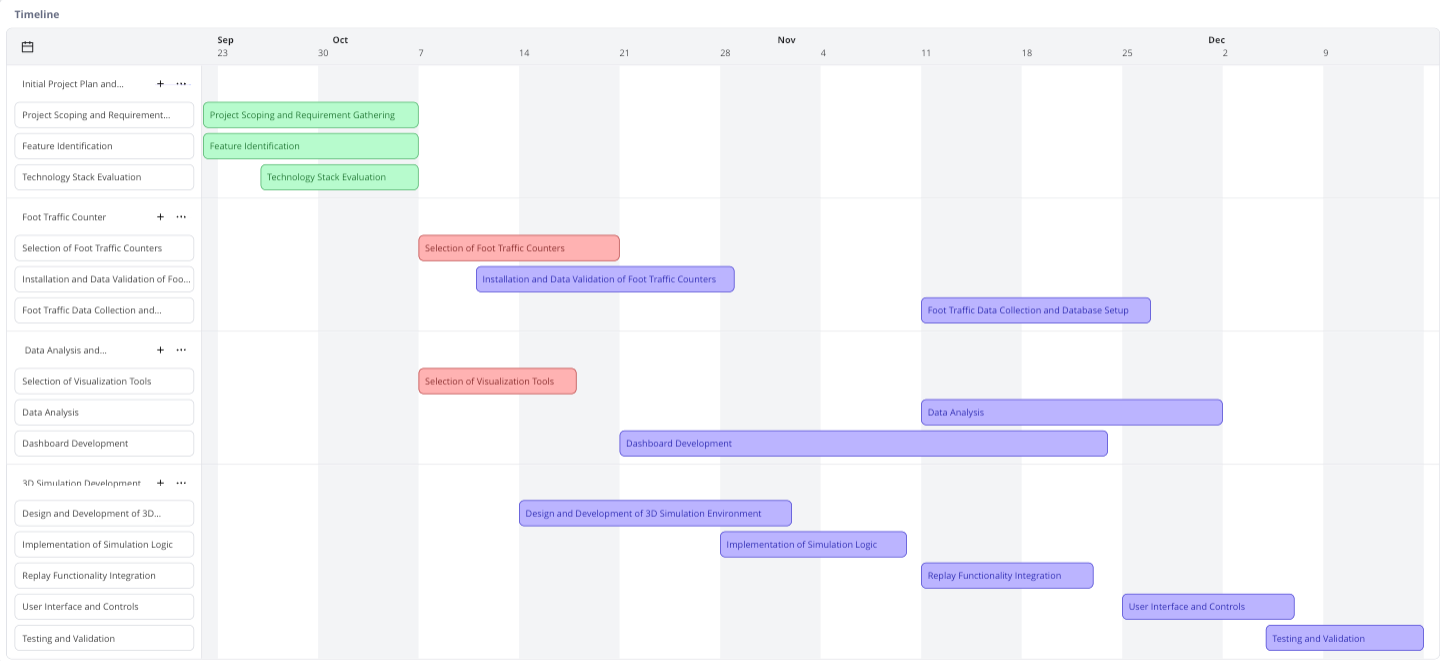 Timeline
Sep Oct Nov Dec
23 30 7 14 21 28 4 11 18 25 2 9
Initial Project Plan and... + ...
Project Scoping and Requirement... Project Scoping and Requirement Gathering
Feature Identification Feature Identification
Technology Stack Evaluation Technology Stack Evaluation
Foot Traffic Counter + ...
Selection of Foot Traffic Counters Selection of Foot Traffic Counters
Installation and Data Validation of Foo... Installation and Data Validation of Foot Traffic Counters
Foot Traffic Data Collection and... Foot Traffic Data Collection and Database Setup
Data Analysis and... + ...
Selection of Visualization Tools Selection of Visualization Tools
Data Analysis Data Analysis
Dashboard Development Dashboard Development
3D Simulation Development + ...
Design and Development of 3D... Design and Development of 3D Simulation Environment
Implementation of Simulation Logic Implementation of Simulation Logic
Replay Functionality Integration Replay Functionality Integration
User Interface and Controls User Interface and Controls
Testing and Validation Testing and Validation